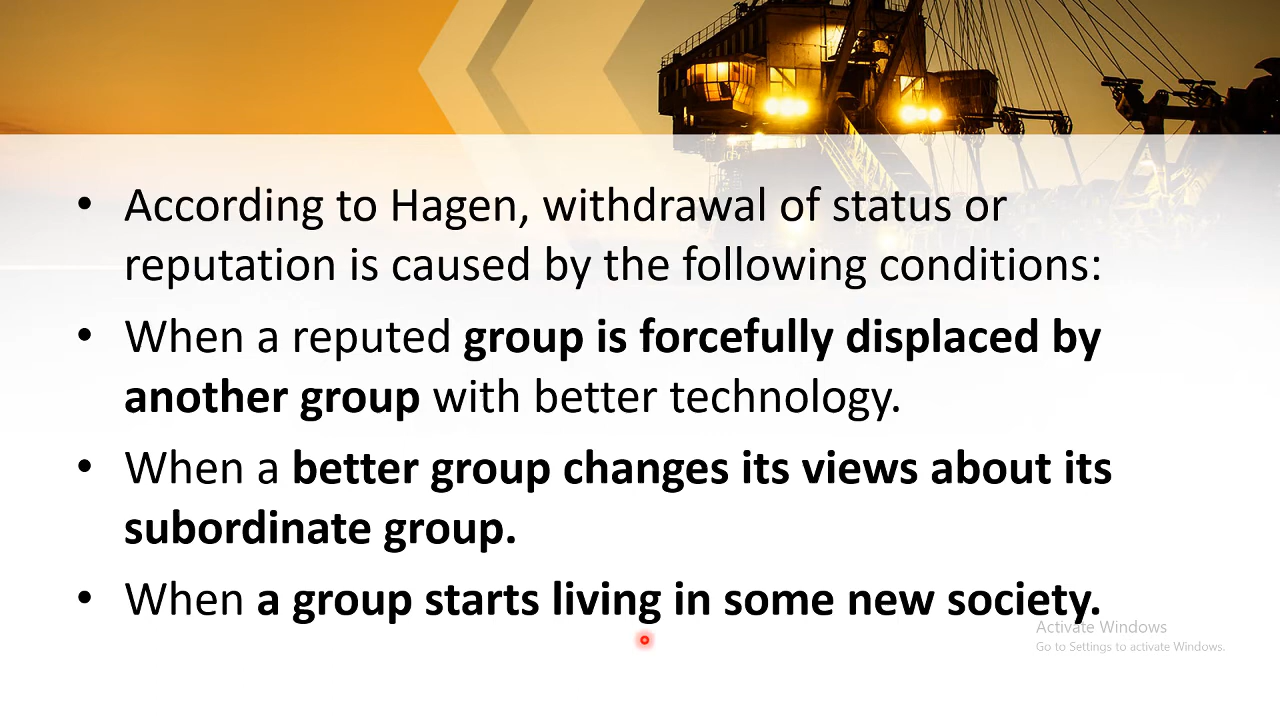 • According to Hagen, withdrawal of status or
reputation is caused by the following conditions:
• When a reputed group is forcefully displaced by
another group with better technology.
• When a better group changes its views about its
subordinate group.
• When a group starts living in some new society.
Activate Windows
Go to Settings to activate Windows.